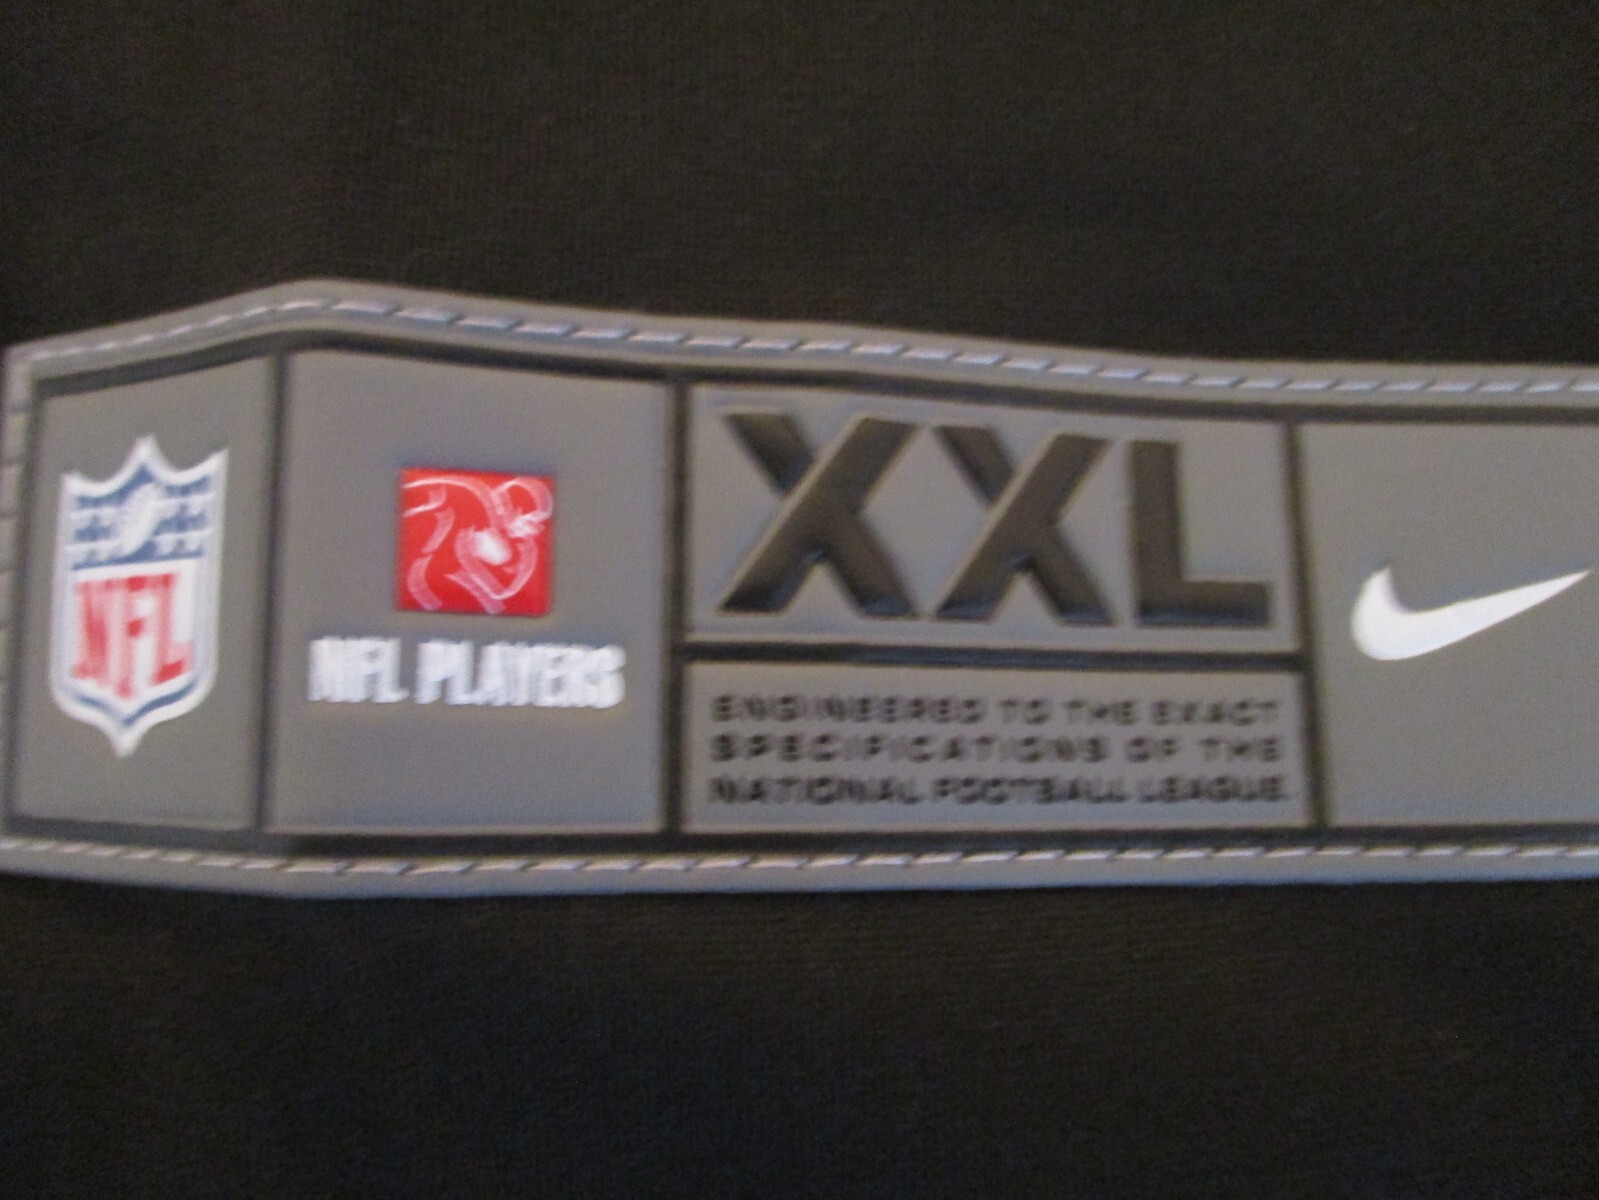 NFL
NFL PLAYERS
XXL
ENGINEERED TO THE EXACT
SPECIFICATIONS OF THE
NATIONAL FOOTBALL LEAGUE